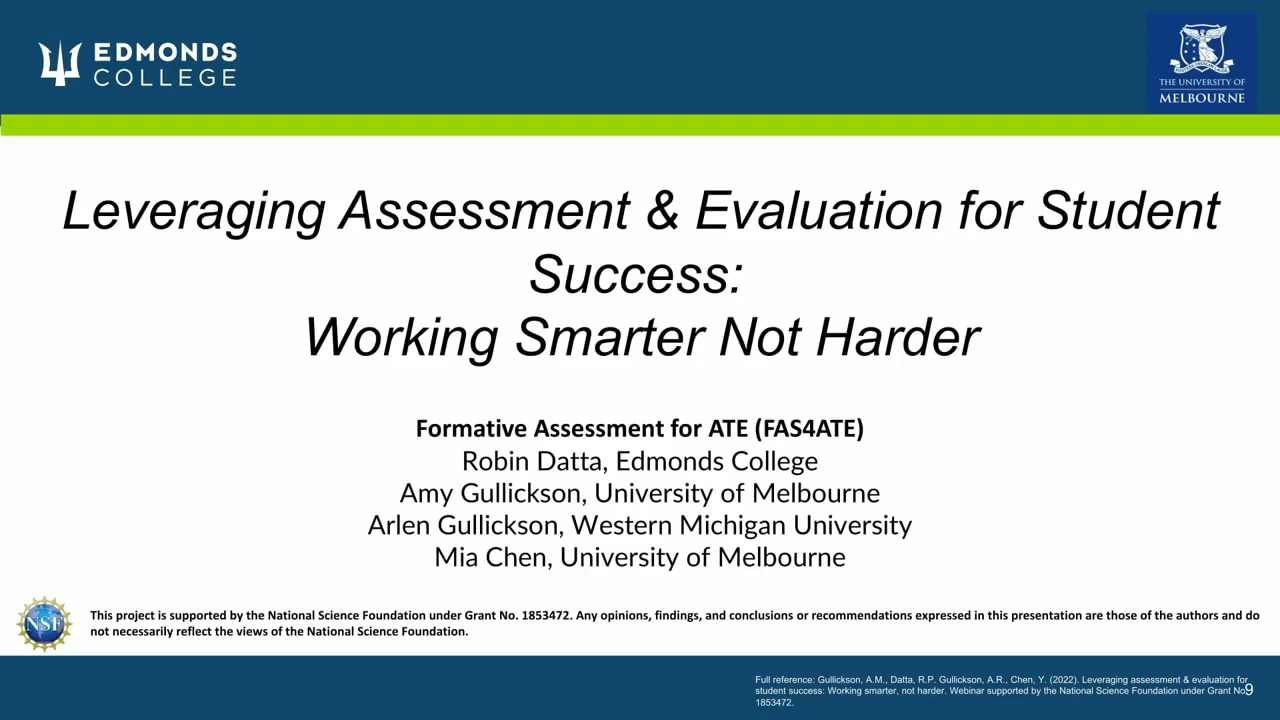 EDMONDS
COLLEGE
THE UNIVERSITY OF
MELBOURNE
Leveraging Assessment & Evaluation for Student
Success:
Working Smarter Not Harder
Formative Assessment for ATE (FAS4ATE)
Robin Datta, Edmonds College
Amy Gullickson, University of Melbourne
Arlen Gullickson, Western Michigan University
Mia Chen, University of Melbourne
NSF
This project is supported by the National Science Foundation under Grant No. 1853472. Any opinions, findings, and conclusions or recommendations expressed in this presentation are those of the authors and do
not necessarily reflect the views of the National Science Foundation.
Full reference: Gullickson, A.M., Datta, R.P. Gullickson, A.R., Chen, Y. (2022). Leveraging assessment & evaluation for
student success: Working smarter, not harder. Webinar supported by the National Science Foundation under Grant No
1853472.
9